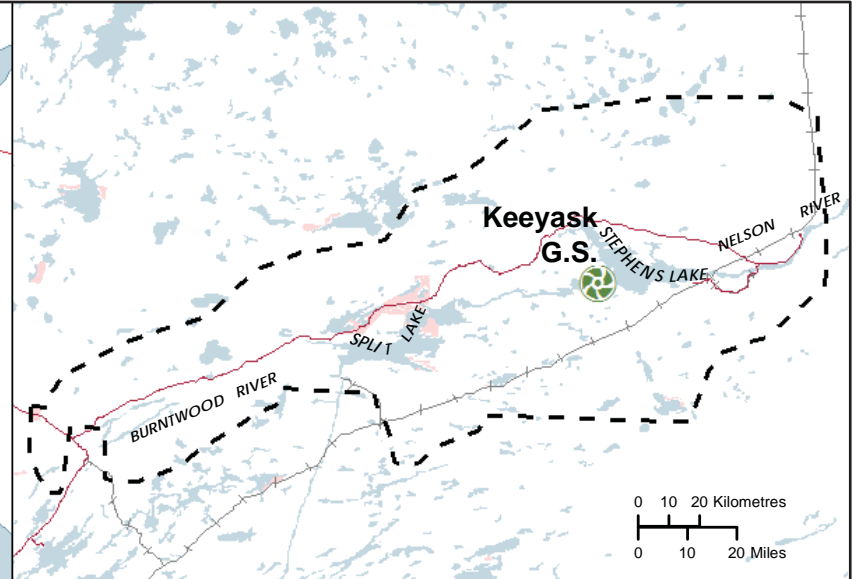 Keeyask
G.S.
STEPHENS LAKE
NELSON RIVER
SPLIT LAKE
BURNTWOOD RIVER
0 10 20 Kilometres
0 10 20 Miles